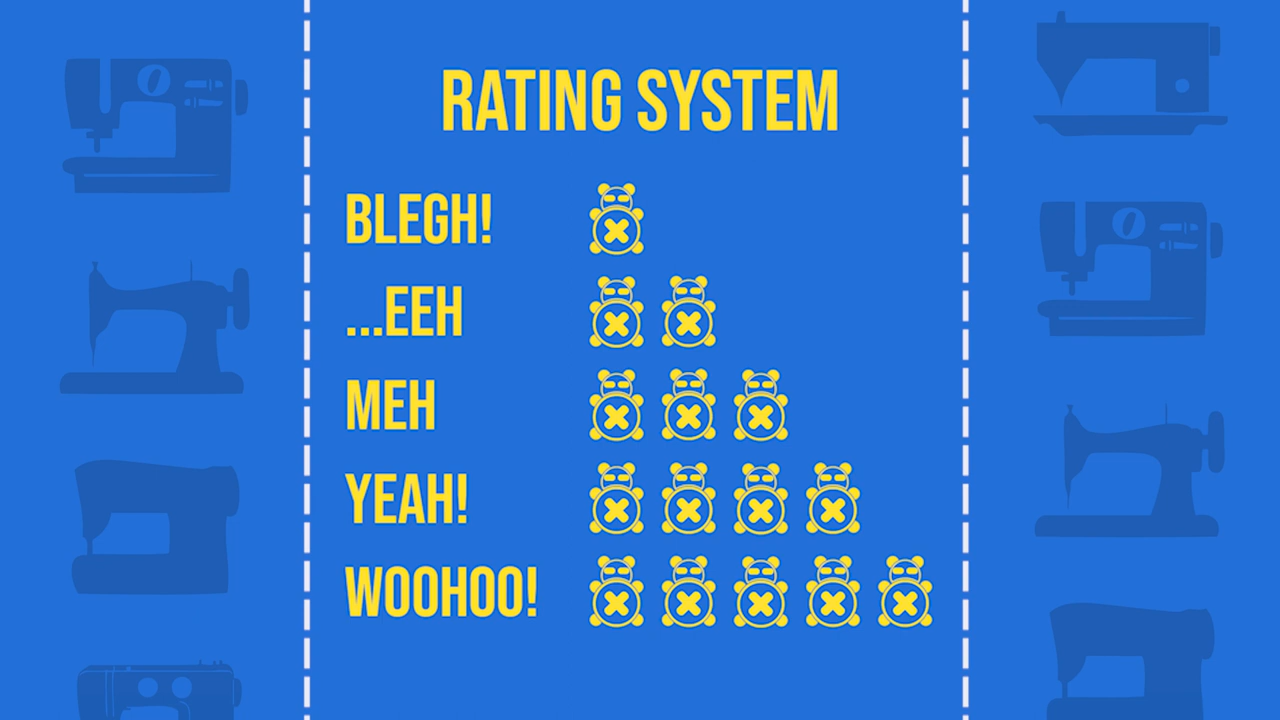 RATING SYSTEM
BLEGH!
...EEH
MEH
YEAH!
WOOHOO!